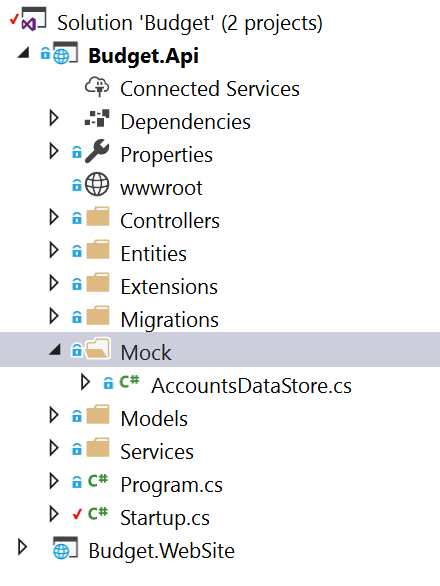 Solution 'Budget' (2 projects)
Budget.Api
Connected Services
Dependencies
Properties
wwwroot
Controllers
Entities
Extensions
Migrations
Mock
C# AccountsDataStore.cs
Models
Services
C# Program.cs
C# Startup.cs
Budget.WebSite